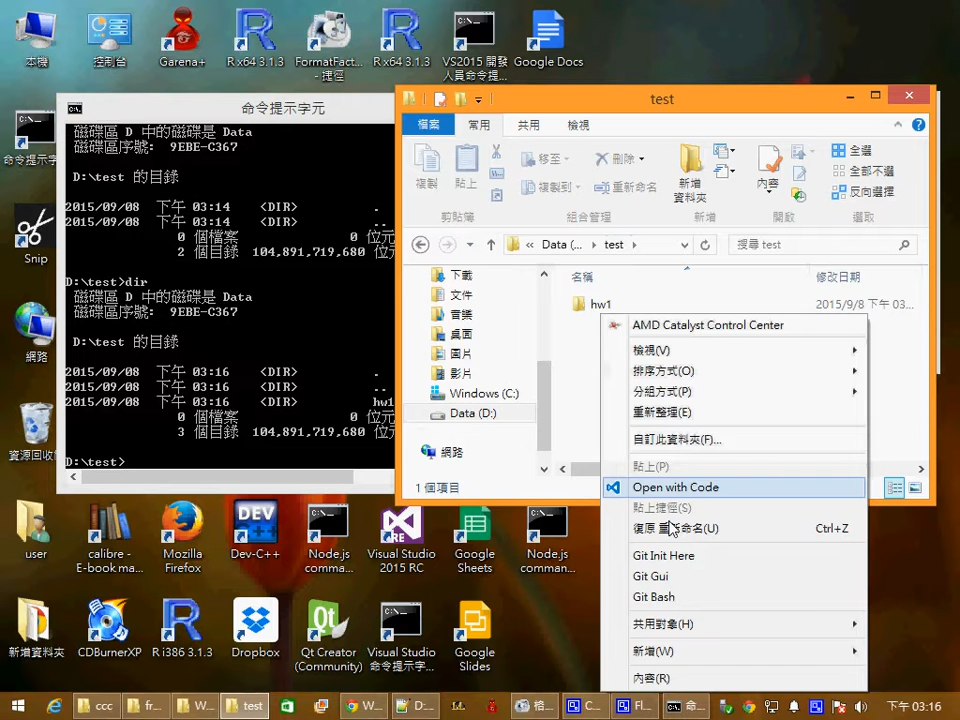 本機
控制台
Garena+
R x64 3.1.3
FormatFact...
- 捷徑
R x64 3.1.3
VS2015 開發
人員命令提...
Google Docs
命令提示字
Snip
網路
資源回收
命令提示字元
磁碟區 D 中的磁碟是 Data
磁碟區序號: 9EBE-C367
D:\test 的目錄
2015/09/08 下午 03:14 <DIR> .
2015/09/08 下午 03:14 <DIR> ..
0 個檔案 0 位元
2 個目錄 104,891,719,680 位元
D:\test>dir
磁碟區 D 中的磁碟是 Data
磁碟區序號: 9EBE-C367
D:\test 的目錄
2015/09/08 下午 03:16 <DIR> .
2015/09/08 下午 03:16 <DIR> ..
2015/09/08 下午 03:16 <DIR> hw1
0 個檔案 0 位元
3 個目錄 104,891,719,680 位元
D:\test>
test
檔案 常用 共用 檢視
複製
貼上
移至
複製到
刪除
重新命名
新增
資料夾
內容
全選
全部不選
反向選擇
剪貼簿 組合管理 新增 開啟 選取
« Data (... test
搜尋 test
下載
文件
音樂
桌面
圖片
影片
Windows (C:)
Data (D:)
網路
名稱 修改日期
hw1 2015/9/8 下午 03...
1 個項目
AMD Catalyst Control Center
檢視(V)
排序方式(O)
分組方式(P)
重新整理(E)
自訂此資料夾(F)...
貼上(P)
Open with Code
貼上捷徑(S)
復原 重新命名(U) Ctrl+Z
Git Init Here
Git Gui
Git Bash
共用對象(H)
新增(W)
內容(R)
user
calibre -
E-book ma...
Mozilla
Firefox
Dev-C++
Node.js
comma...
Visual Studio
2015 RC
Google
Sheets
Node.js
command...
新增資料夾
CDBurnerXP
R i386 3.1.3
Dropbox
Qt Creator
(Community)
Visual Studio
命令提示字...
Google
Slides
ccc
fr...
W...
test
W...
D:...
格...
C...
Fl...
命...
下午 03:16